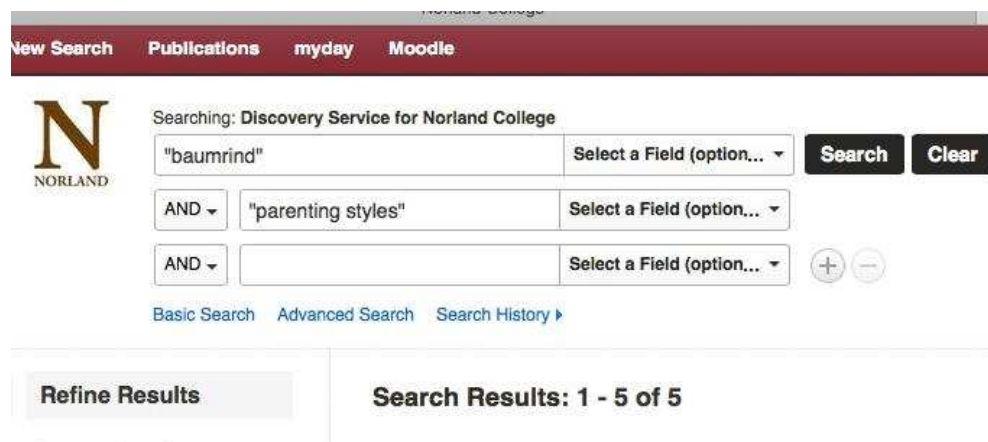 Norland College
New Search Publications myday Moodle
Searching: Discovery Service for Norland College
"baumrind" Select a Field (option... Search Clear
N
NORLAND
AND "parenting styles" Select a Field (option...
AND Select a Field (option...
Basic Search Advanced Search Search History
Refine Results
Search Results: 1 - 5 of 5